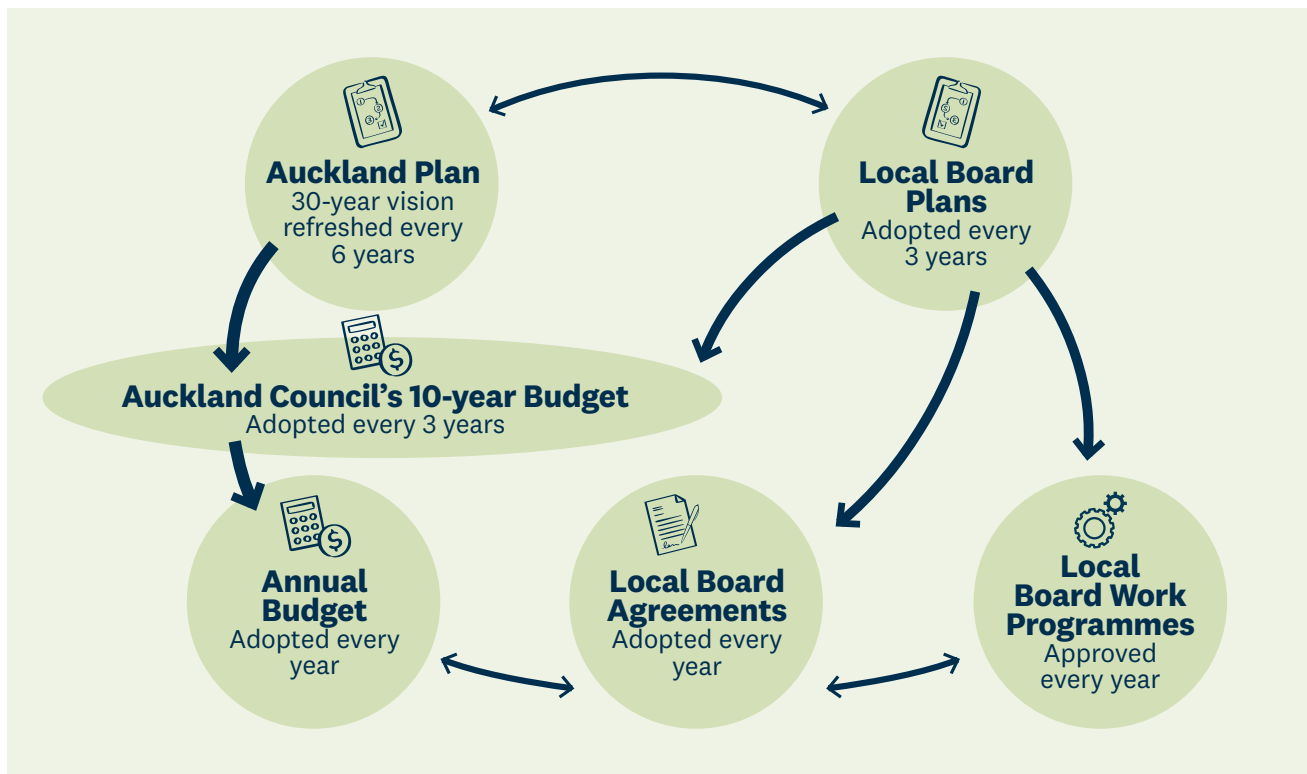 Auckland Plan
30-year vision
refreshed every
6 years
Local Board
Plans
Adopted every
3 years
$
Auckland Council’s 10-year Budget
Adopted every 3 years
$
Annual
Budget
Adopted every
year
Local Board
Agreements
Adopted every
year
Local
Board Work
Programmes
Approved
every year